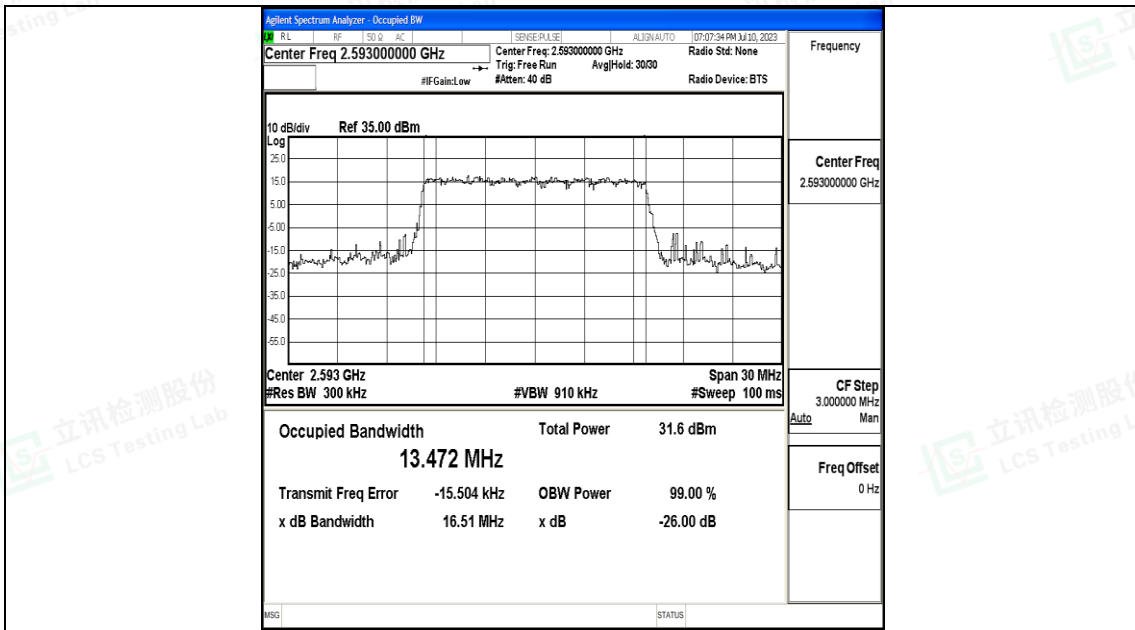 Agilent Spectrum Analyzer - Occupied BW
RL RF 50 Ω AC SENSE:PULSE ALIGN AUTO 07:07:34 PM Jul 10, 2023
Center Freq 2.593000000 GHz
Center Freq: 2.593000000 GHz Radio Std: None
Trig: Free Run Avg|Hold: 30/30
#IFGain:Low #Atten: 40 dB Radio Device: BTS
Frequency
10 dB/div Ref 35.00 dBm
Log
25.0
15.0
5.00
-5.00
-15.0
-25.0
-35.0
-45.0
-55.0
Center Freq
2.593000000 GHz
Center 2.593 GHz Span 30 MHz
#Res BW 300 kHz #VBW 910 kHz #Sweep 100 ms
CF Step
3.000000 MHz
Auto Man
Occupied Bandwidth Total Power 31.6 dBm
13.472 MHz
Transmit Freq Error -15.504 kHz OBW Power 99.00 %
x dB Bandwidth 16.51 MHz x dB -26.00 dB
Freq Offset
0 Hz
MSG STATUS
立讯检测股份
LCS Testing Lab
立讯检测股份
LCS Testing L